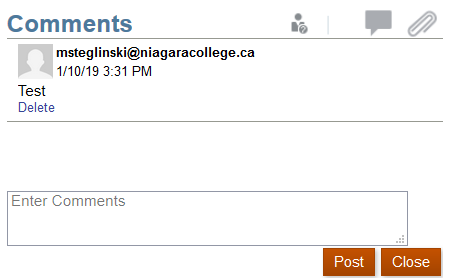 Comments
msteglinski@niagaracollege.ca
1/10/19 3:31 PM
Test
Delete
Enter Comments
Post Close